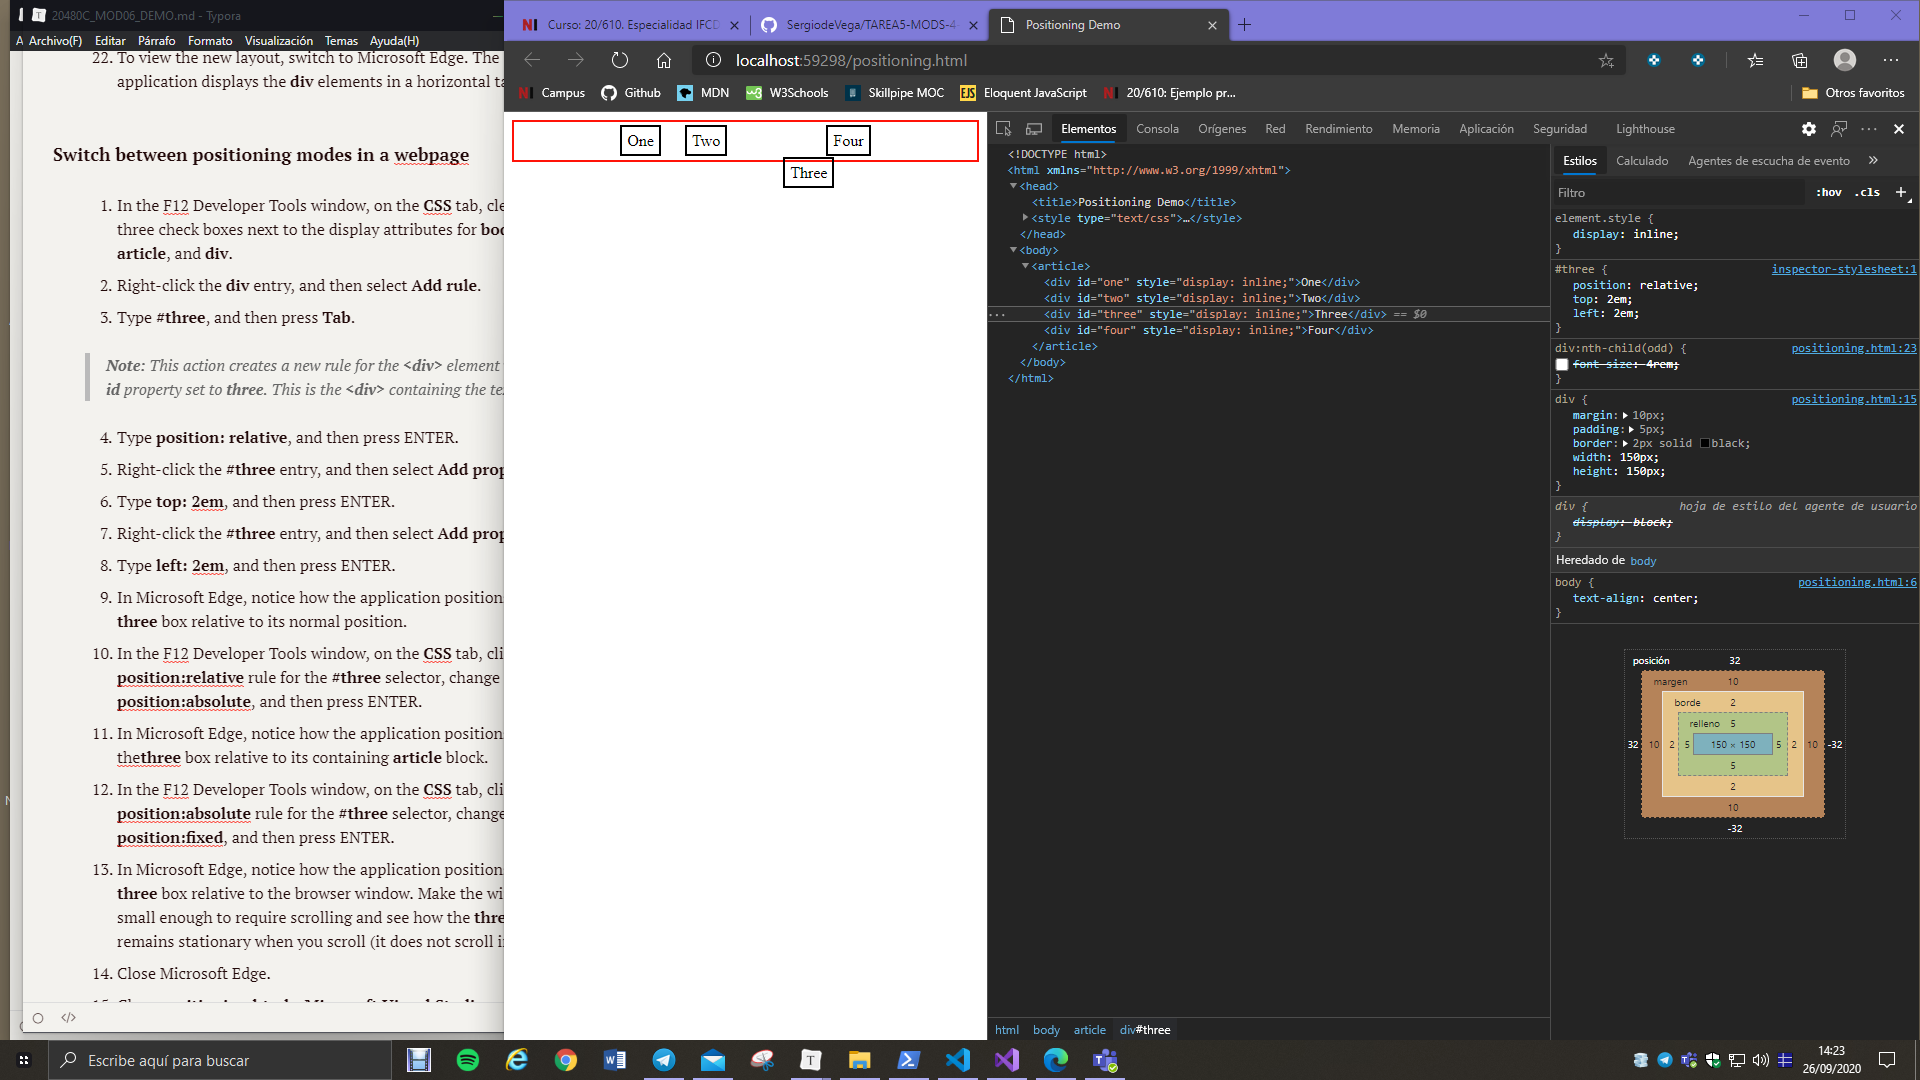 20480C_MOD06_DEMO.md - Typora
A Archivo(F) Editar Párrafo Formato Visualización Temas Ayuda(H)
22. To view the new layout, switch to Microsoft Edge. The
application displays the div elements in a horizontal ta
Switch between positioning modes in a webpage
1. In the F12 Developer Tools window, on the CSS tab, cle
three check boxes next to the display attributes for bo
article, and div.
2. Right-click the div entry, and then select Add rule.
3. Type #three, and then press Tab.
Note: This action creates a new rule for the <div> element
id property set to three. This is the <div> containing the te
4. Type position: relative, and then press ENTER.
5. Right-click the #three entry, and then select Add prop
6. Type top: 2em, and then press ENTER.
7. Right-click the #three entry, and then select Add prop
8. Type left: 2em, and then press ENTER.
9. In Microsoft Edge, notice how the application position
three box relative to its normal position.
10. In the F12 Developer Tools window, on the CSS tab, cli
position:relative rule for the #three selector, change
position:absolute, and then press ENTER.
11. In Microsoft Edge, notice how the application position
thethree box relative to its containing article block.
12. In the F12 Developer Tools window, on the CSS tab, cli
position:absolute rule for the #three selector, change
position:fixed, and then press ENTER.
13. In Microsoft Edge, notice how the application position
three box relative to the browser window. Make the wi
small enough to require scrolling and see how the thre
remains stationary when you scroll (it does not scroll i
14. Close Microsoft Edge.
Curso: 20/610. Especialidad IFCD
SergiodeVega/TAREA5-MODS-4-
Positioning Demo
localhost:59298/positioning.html
Campus Github MDN W3Schools Skillpipe MOC Eloquent JavaScript 20/610: Ejemplo pr... Otros favoritos
One Two Four
Three
Elementos Consola Orígenes Red Rendimiento Memoria Aplicación Seguridad Lighthouse
<!DOCTYPE html>
<html xmlns="http://www.w3.org/1999/xhtml">
<head>
<title>Positioning Demo</title>
<style type="text/css">…</style>
</head>
<body>
<article>
<div id="one" style="display: inline;">One</div>
<div id="two" style="display: inline;">Two</div>
<div id="three" style="display: inline;">Three</div> == $0
<div id="four" style="display: inline;">Four</div>
</article>
</body>
</html>
html body article div#three
Estilos Calculado Agentes de escucha de evento »
Filtro :hov .cls +
element.style {
display: inline;
}
#three { inspector-stylesheet:1
position: relative;
top: 2em;
left: 2em;
}
div:nth-child(odd) { positioning.html:23
font-size: 4rem;
}
div { positioning.html:15
margin: 10px;
padding: 5px;
border: 2px solid black;
width: 150px;
height: 150px;
}
div { hoja de estilo del agente de usuario
display: block;
}
Heredado de body
body { positioning.html:6
text-align: center;
}
posición 32
margen 10
borde 2
relleno 5
32 10 2 5 150 × 150 5 2 10 -32
5
2
10
-32
Escribe aquí para buscar
14:23
26/09/2020